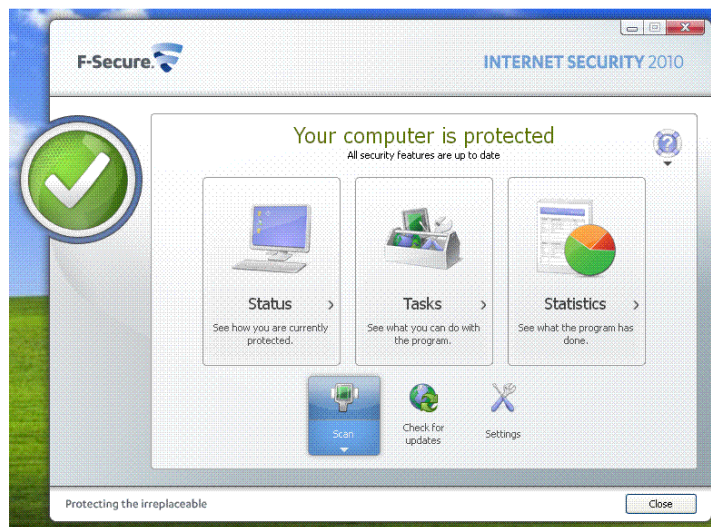 F-Secure.
INTERNET SECURITY 2010
Your computer is protected
All security features are up to date
Status
See how you are currently
protected.
Tasks
See what you can do with
the program.
Statistics
See what the program has
done.
Scan
Check for
updates
Settings
Protecting the irreplaceable
Close